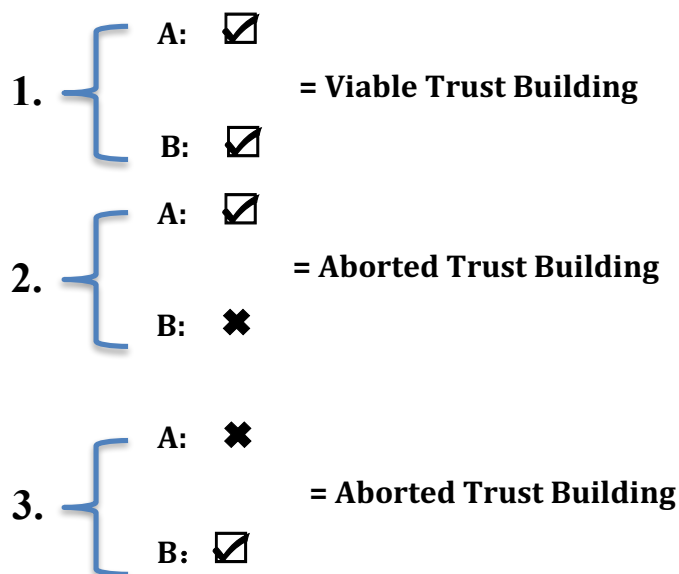 A: ☑
1. = Viable Trust Building
B: ☑
A: ☑
2. = Aborted Trust Building
B: ✖
A: ✖
3. = Aborted Trust Building
B: ☑